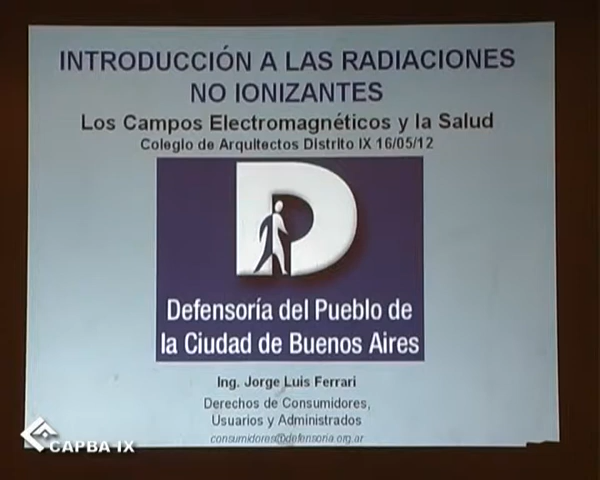 INTRODUCCIÓN A LAS RADIACIONES
NO IONIZANTES
Los Campos Electromagnéticos y la Salud
Colegio de Arquitectos Distrito IX 16/05/12
D
Defensoría del Pueblo de
la Ciudad de Buenos Aires
Ing. Jorge Luis Ferrari
Derechos de Consumidores,
Usuarios y Administrados
consumidores@defensoria.org.ar
CAPBA IX